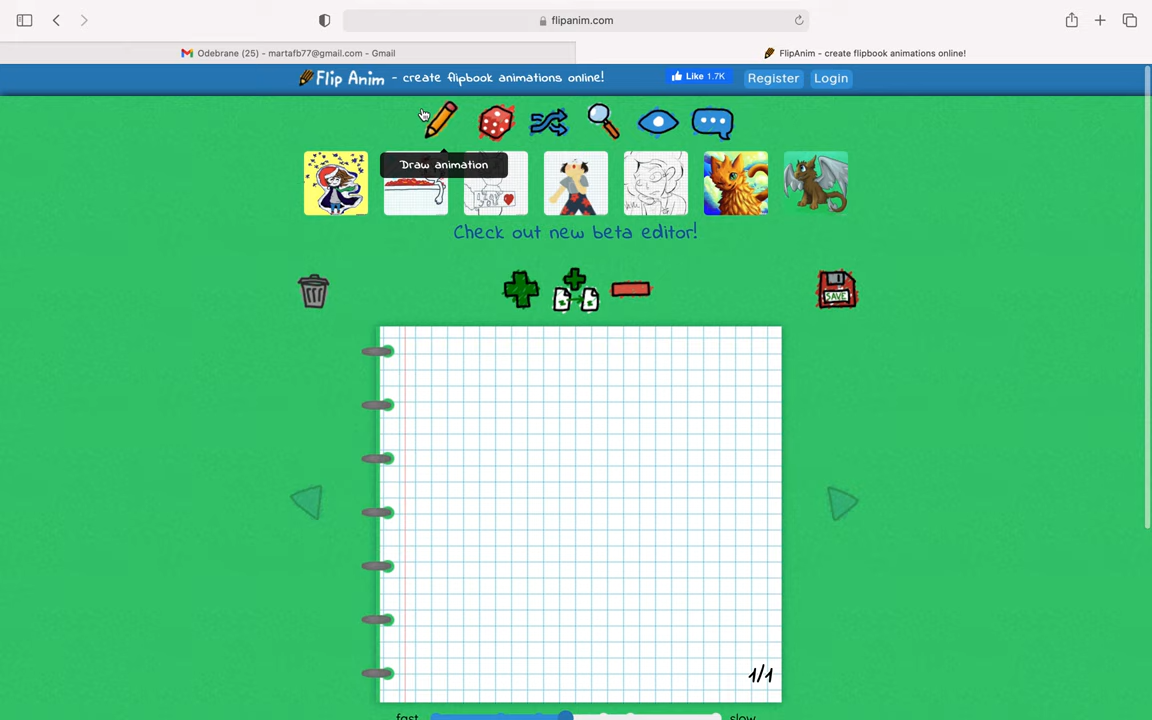 flipanim.com
Odebrane (25) – martafb77@gmail.com – Gmail
FlipAnim - create flipbook animations online!
Flip Anim - create flipbook animations online!
Like 1.7K
Register
Login
Draw animation
Check out new beta editor!
SAVE
1/1
fast
slow